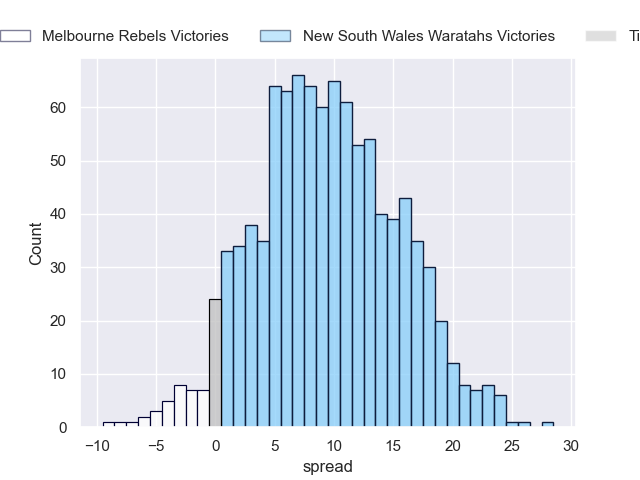 Melbourne Rebels Victories New South Wales Waratahs Victories Ti
60
50
40
30
20
10
0
Count
−10 −5 0 5 10 15 20 25 30
spread